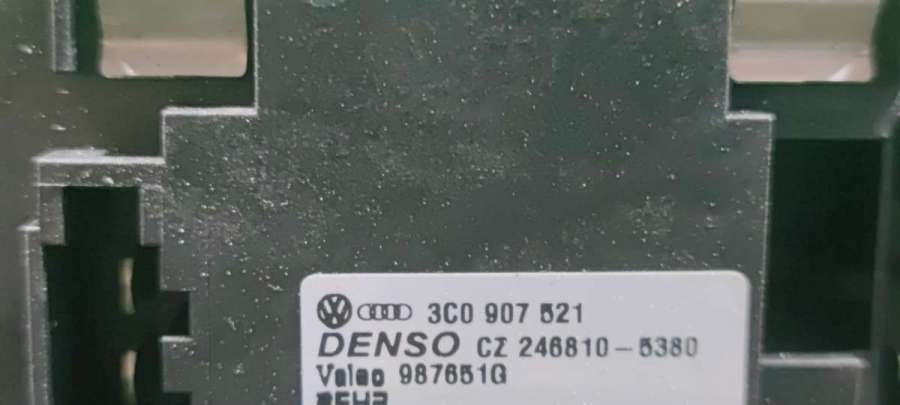 3C0 907 521
DENSO CZ 246810-5380
Valeo 987651G